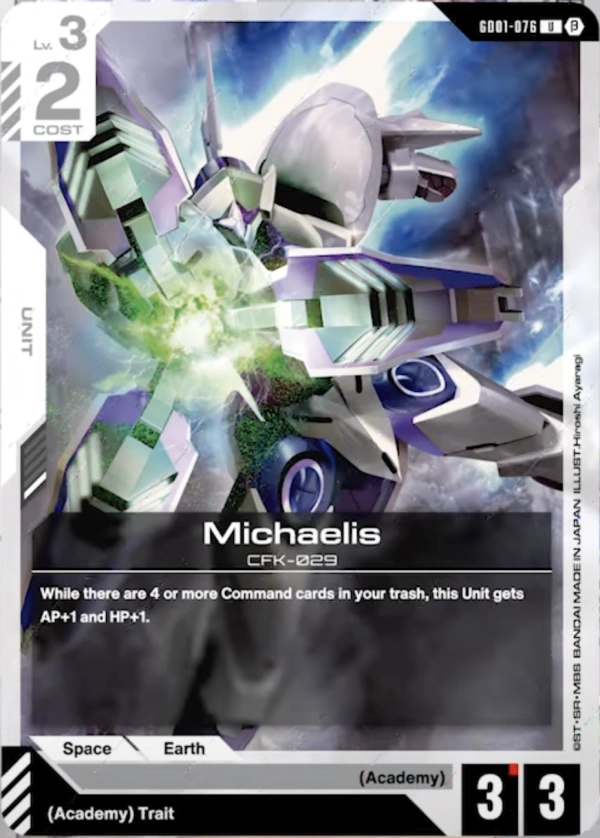 Lv. 3
2
COST
GD01-076 U β
UNIT
Michaelis
CFK-029
While there are 4 or more Command cards in your trash, this Unit gets
AP+1 and HP+1.
©ST・SR・MBS BANDAI MADE IN JAPAN ILLUST.Hiroshi Ayaragi
Space Earth
(Academy)
(Academy) Trait
3 3